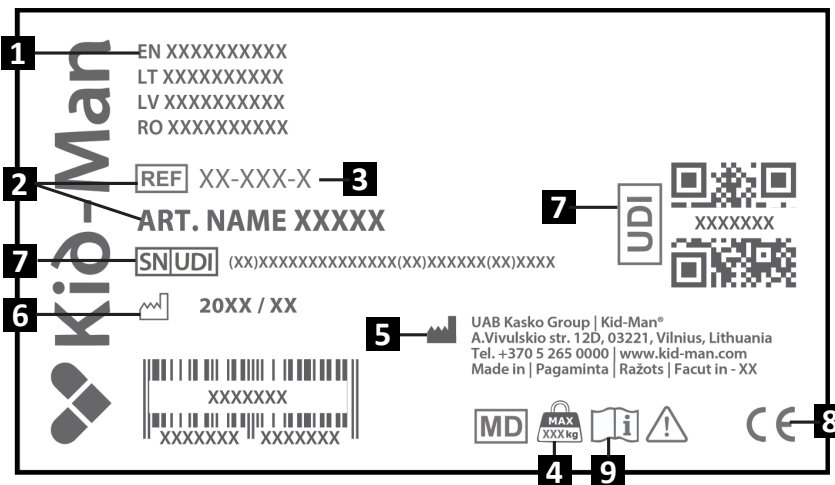 Kid-Man
1
EN XXXXXXXXXX
LT XXXXXXXXXX
LV XXXXXXXXXX
RO XXXXXXXXXX
2
REF XX-XXX-X 3
ART. NAME XXXXX
7
SN UDI (XX)XXXXXXXXXXXXXX(XX)XXXXXX(XX)XXXX
6
20XX / XX
XXXXXXX
XXXXXXX XXXXXXX
7
UDI
XXXXXXX
5
UAB Kasko Group | Kid-Man®
A.Vivulskio str. 12D, 03221, Vilnius, Lithuania
Tel. +370 5 265 0000 | www.kid-man.com
Made in | Pagaminta | Ražots | Facut in - XX
MD MAX i ! CE 8
XXX kg
4 9